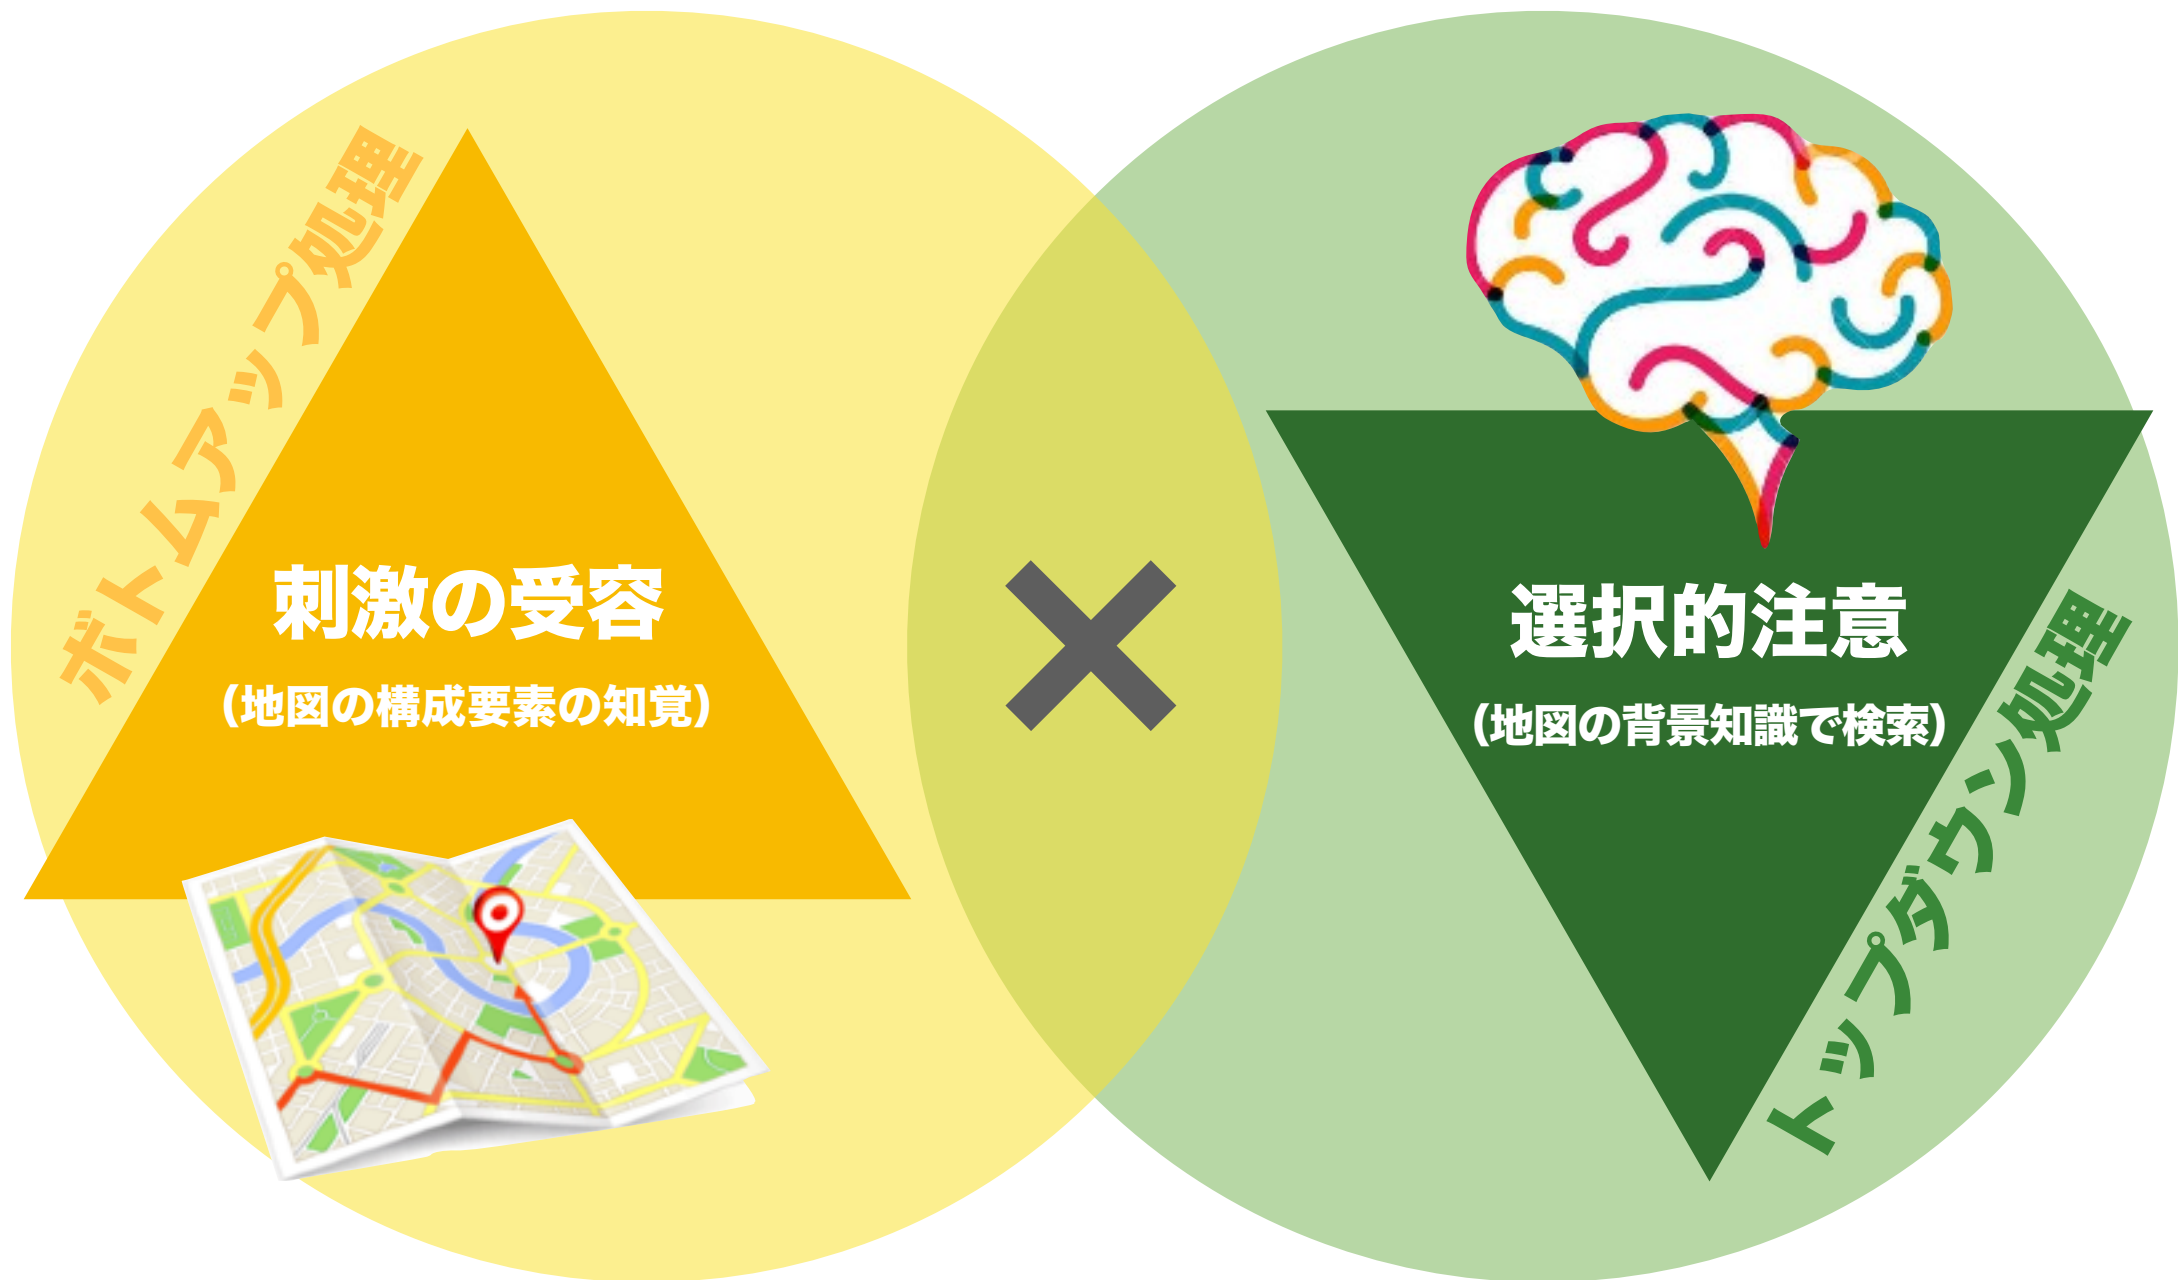 ボトムアップ処理
刺激の受容
（地図の構成要素の知覚）
選択的注意
（地図の背景知識で検索）
トップダウン処理